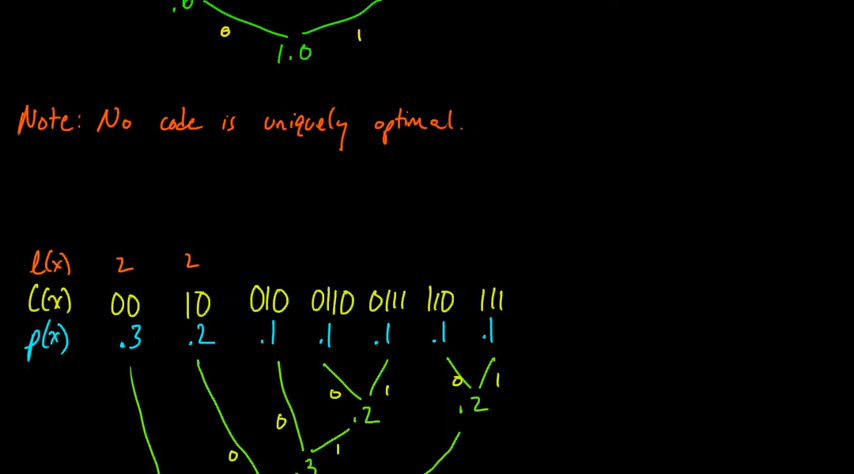 .6
0 1
1.0
Note: No code is uniquely optimal.
l(x) 2 2
C(x) 00 10 010 0110 0111 110 111
p(x) .3 .2 .1 .1 .1 .1 .1
0 1 0 1
.2 .2
0
0 1
.3